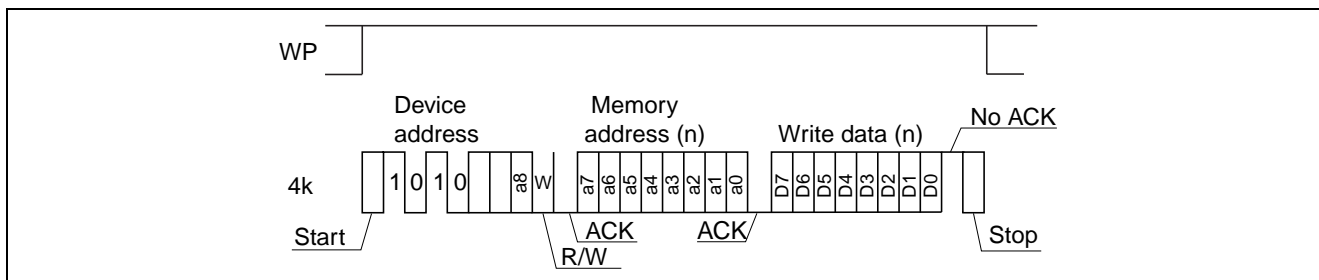 WP
Device
address
Memory
address (n)
Write data (n)
No ACK
4k
1 0 1 0 a8 W a7 a6 a5 a4 a3 a2 a1 a0 D7 D6 D5 D4 D3 D2 D1 D0
Start
R/W
ACK
ACK
Stop